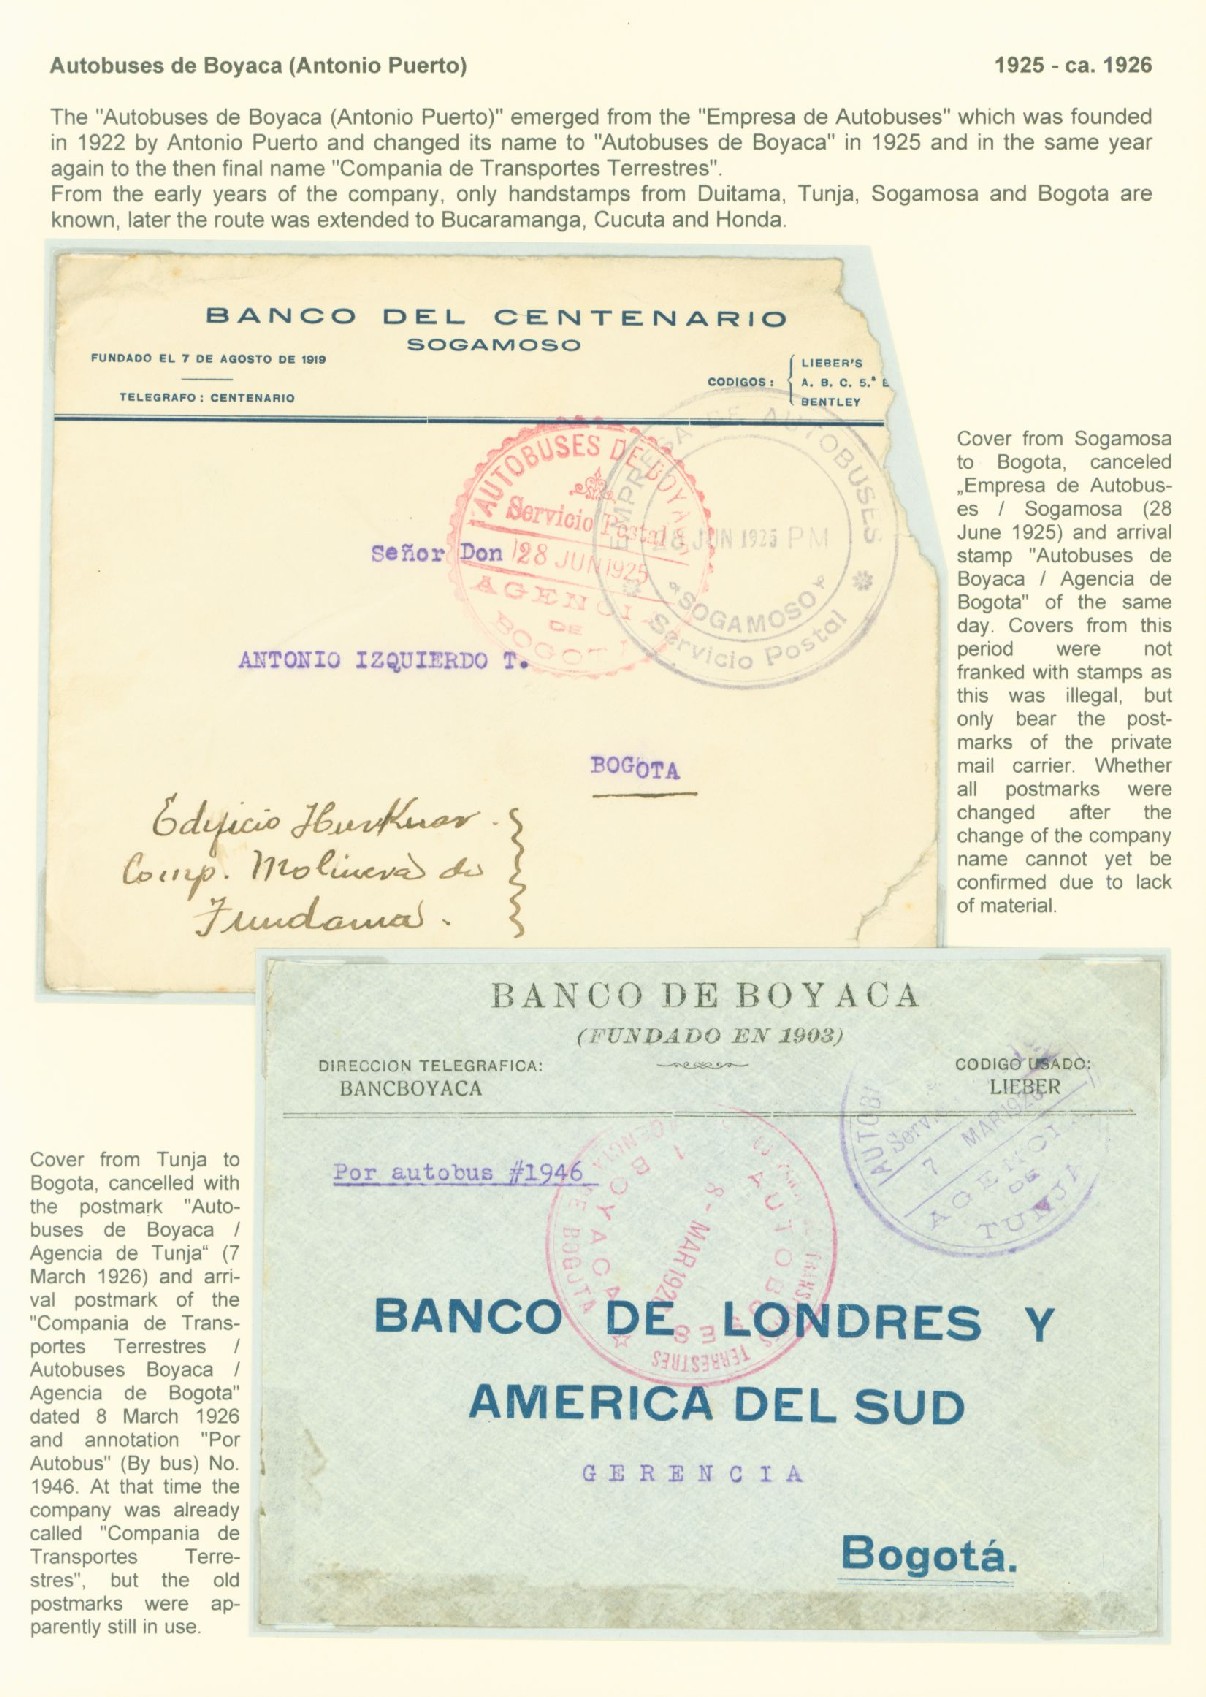 Autobuses de Boyaca (Antonio Puerto) 1925 - ca. 1926
The "Autobuses de Boyaca (Antonio Puerto)" emerged from the "Empresa de Autobuses" which was founded
in 1922 by Antonio Puerto and changed its name to "Autobuses de Boyaca" in 1925 and in the same year
again to the then final name "Compania de Transportes Terrestres".
From the early years of the company, only handstamps from Duitama, Tunja, Sogamosa and Bogota are
known, later the route was extended to Bucaramanga, Cucuta and Honda.
BANCO DEL CENTENARIO
SOGAMOSO
FUNDADO EL 7 DE AGOSTO DE 1919
TELEGRAFO : CENTENARIO
CODIGOS :
LIEBER'S
A. B. C. 5.ª E
BENTLEY
AUTOBUSES DE BOYA
Servicio Postal
28 JUN 1925
AGENCI
DE
BOGOT
EMPRESA DE AUTOBUSES
28 JUN 1925 PM
SOGAMOSO
Servicio Postal
Señor Don
ANTONIO IZQUIERDO T.
BOGOTA
Edificio
Comp. Molinera de
Cover from Sogamosa
to Bogota, canceled
„Empresa de Autobus-
es / Sogamosa (28
June 1925) and arrival
stamp "Autobuses de
Boyaca / Agencia de
Bogota" of the same
day. Covers from this
period were not
franked with stamps as
this was illegal, but
only bear the post-
marks of the private
mail carrier. Whether
all postmarks were
changed after the
change of the company
name cannot yet be
confirmed due to lack
of material.
BANCO DE BOYACA
(FUNDADO EN 1903)
DIRECCION TELEGRAFICA:
BANCBOYACA
CODIGO USADO:
LIEBER
AUTOBU
Servi
7 MAR 1926
AGENCI
DE
TUNJA
Por autobus #1946
TERRESTRES
AUTOBUSES
8 - MAR 1926
BOYACA
AGENCIA DE BOGOTA
BANCO DE LONDRES Y
AMERICA DEL SUD
GERENCIA
Bogotá.
Cover from Tunja to
Bogota, cancelled with
the postmark "Auto-
buses de Boyaca /
Agencia de Tunja“ (7
March 1926) and arri-
val postmark of the
"Compania de Trans-
portes Terrestres /
Autobuses Boyaca /
Agencia de Bogota"
dated 8 March 1926
and annotation "Por
Autobus" (By bus) No.
1946. At that time the
company was already
called "Compania de
Transportes Terre-
stres", but the old
postmarks were ap-
parently still in use.